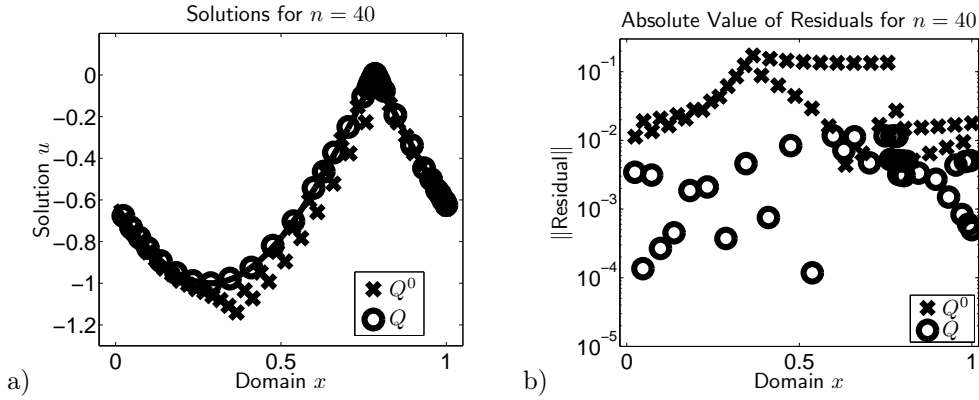 Solutions for n = 40
0
−0.2
−0.4
−0.6
−0.8
−1
−1.2
Solution u
Q⁰
Q
0
0.5
1
Domain x
a)
Absolute Value of Residuals for n = 40
10⁻¹
10⁻²
10⁻³
10⁻⁴
10⁻⁵
||Residual||
Q⁰
Q
0
0.5
1
Domain x
b)